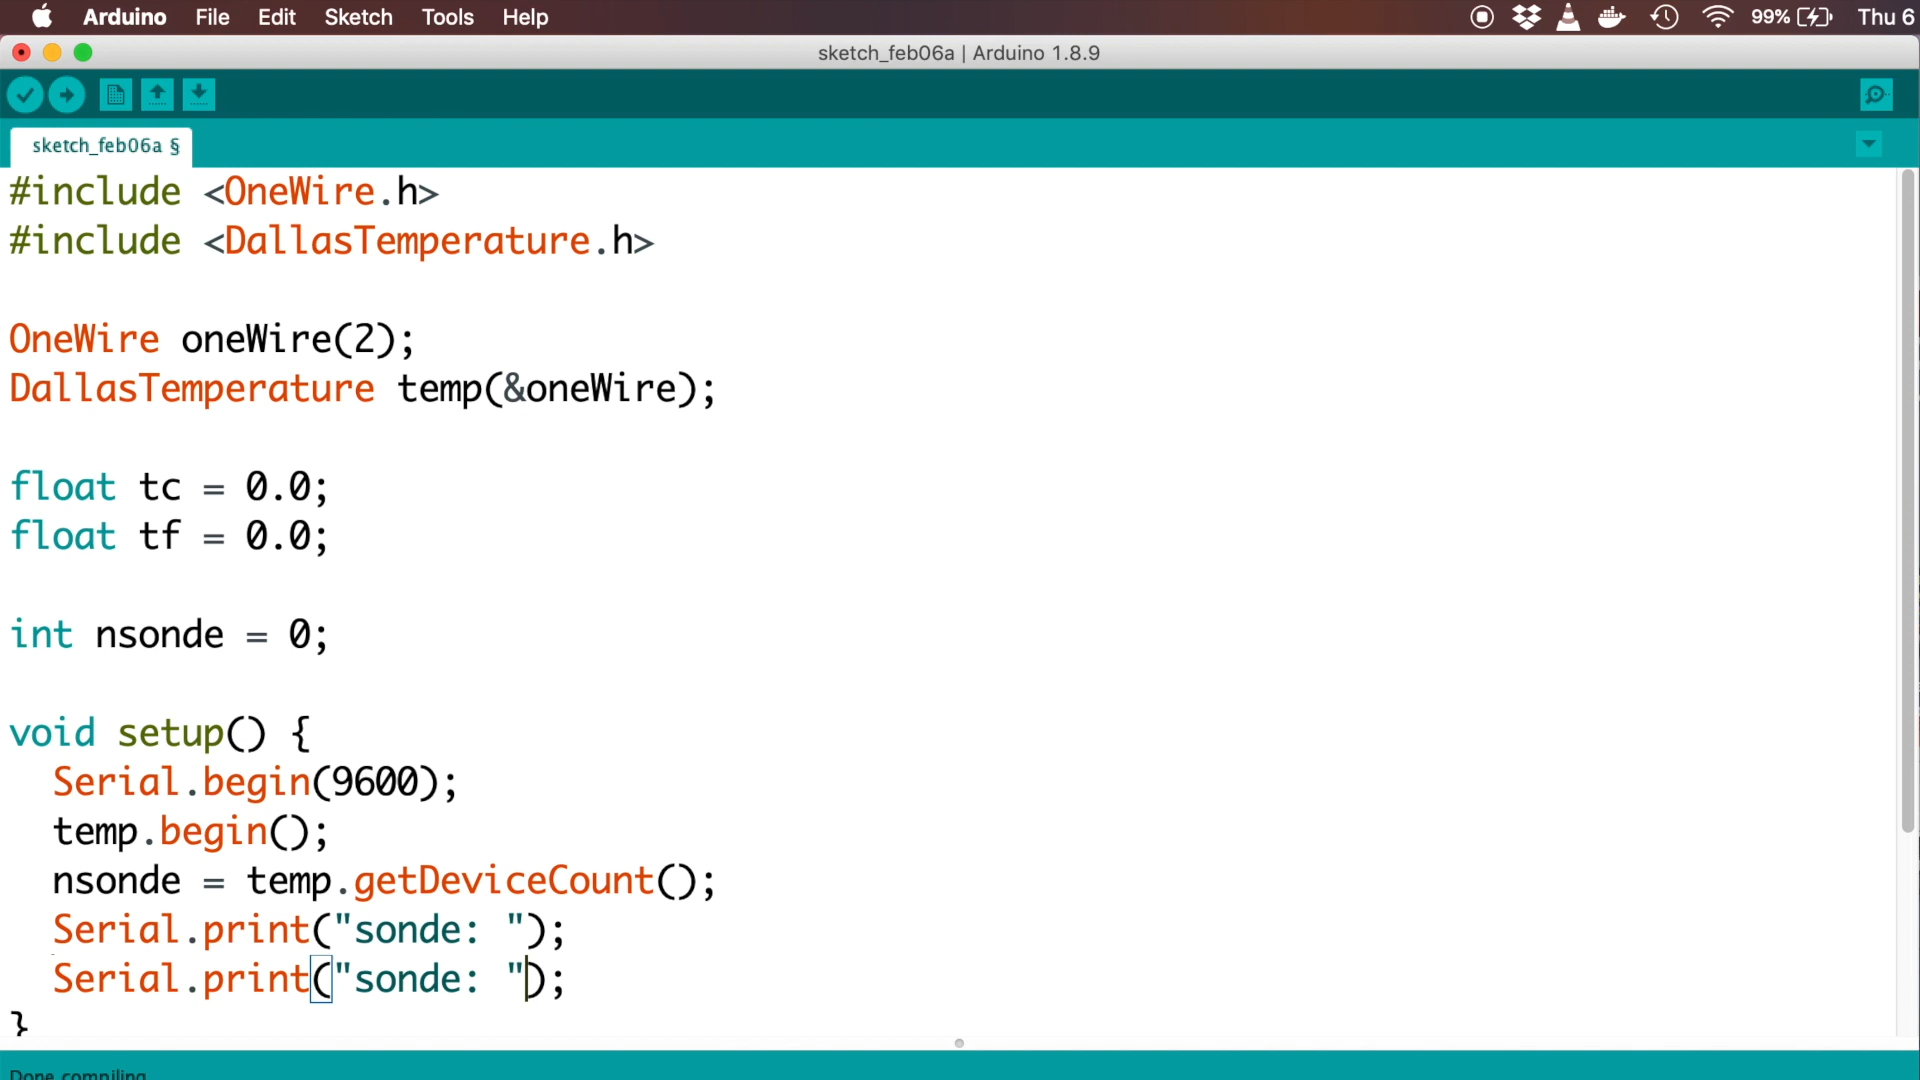 Arduino File Edit Sketch Tools Help 99% Thu 6
sketch_feb06a | Arduino 1.8.9
sketch_feb06a §
#include <OneWire.h>
#include <DallasTemperature.h>
OneWire oneWire(2);
DallasTemperature temp(&oneWire);
float tc = 0.0;
float tf = 0.0;
int nsonde = 0;
void setup() {
  Serial.begin(9600);
  temp.begin();
  nsonde = temp.getDeviceCount();
  Serial.print("sonde: ");
  Serial.print("sonde: ");
}
Done compiling